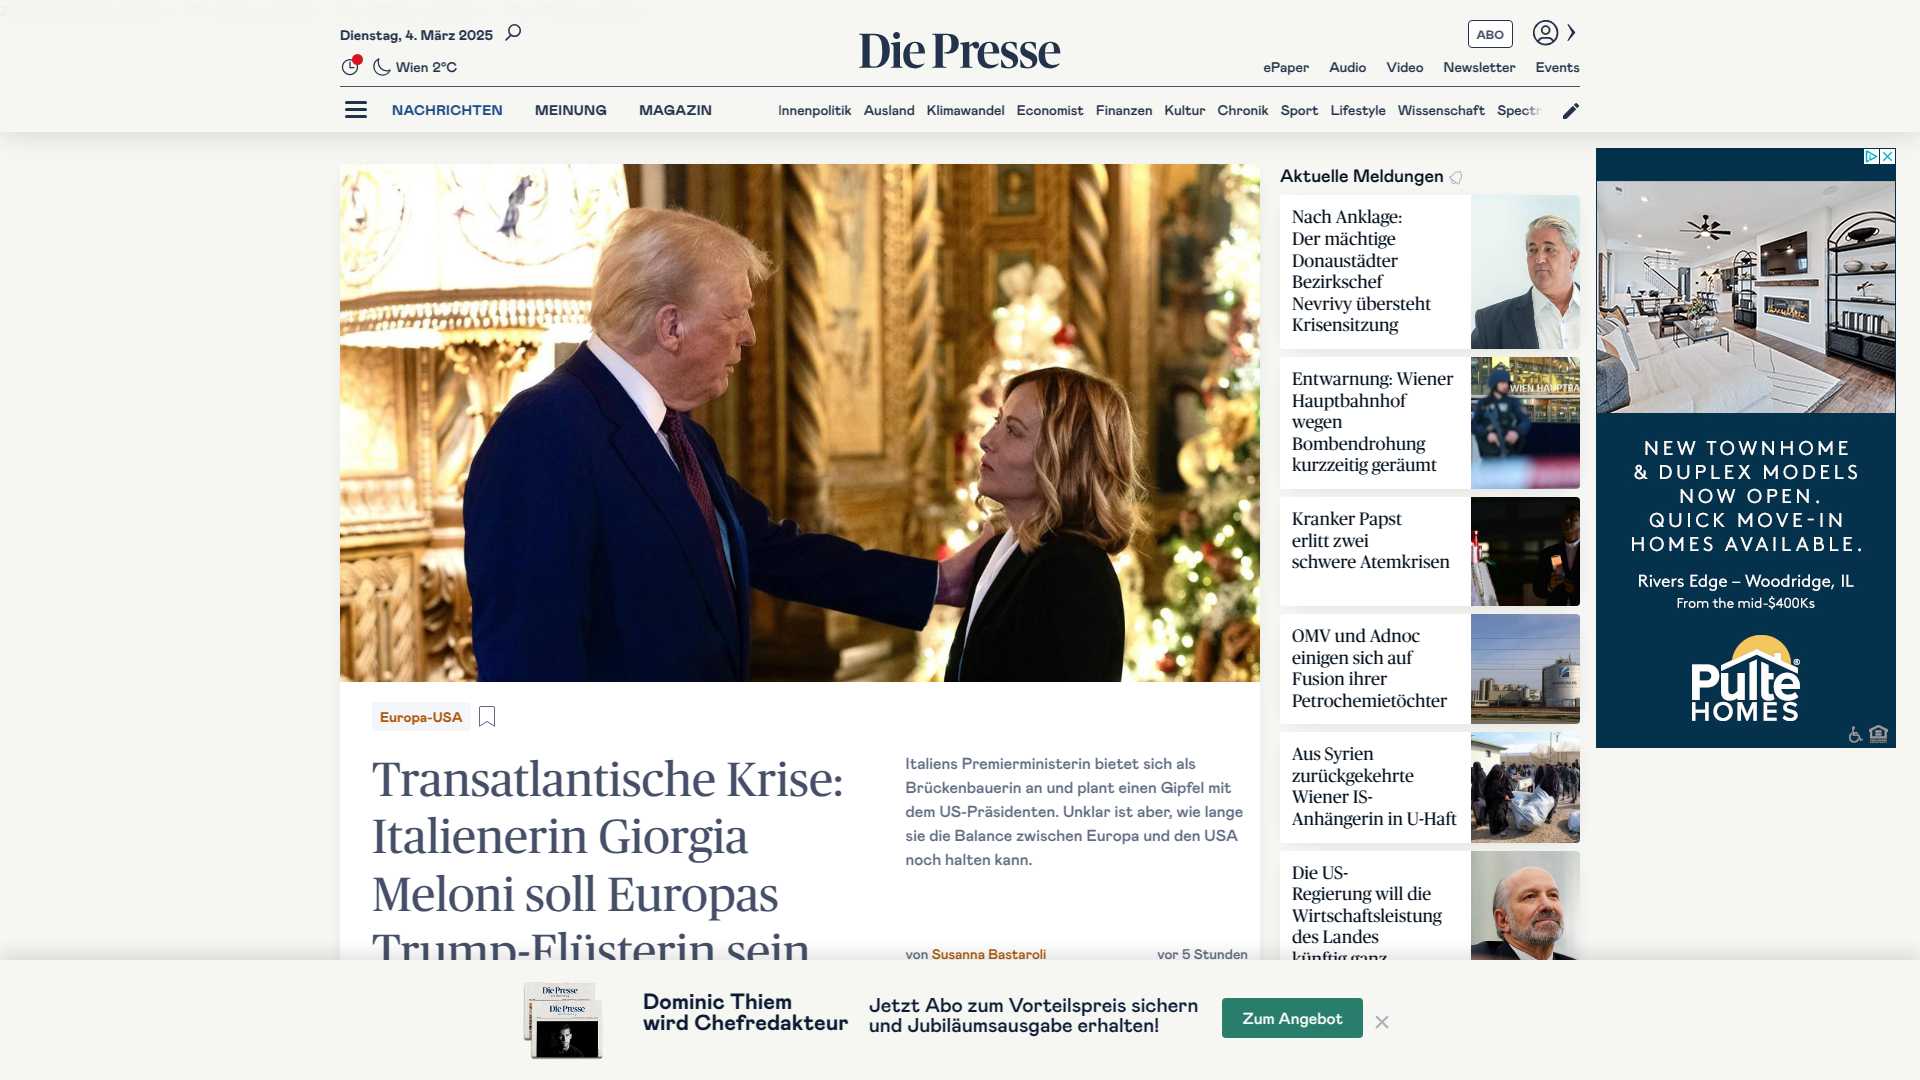 Dienstag, 4. März 2025
Wien 2°C
Die Presse
ABO
ePaper Audio Video Newsletter Events
NACHRICHTEN MEINUNG MAGAZIN
Innenpolitik Ausland Klimawandel Economist Finanzen Kultur Chronik Sport Lifestyle Wissenschaft Spectr
Europa-USA
Transatlantische Krise:
Italienerin Giorgia
Meloni soll Europas
Trump-Flüsterin sein
Italiens Premierministerin bietet sich als
Brückenbauerin an und plant einen Gipfel mit
dem US-Präsidenten. Unklar ist aber, wie lange
sie die Balance zwischen Europa und den USA
noch halten kann.
von Susanna Bastaroli
vor 5 Stunden
Aktuelle Meldungen
Nach Anklage:
Der mächtige
Donaustädter
Bezirkschef
Nevrivy übersteht
Krisensitzung
Entwarnung: Wiener
Hauptbahnhof
wegen
Bombendrohung
kurzzeitig geräumt
WIEN HAUPTBA
Kranker Papst
erlitt zwei
schwere Atemkrisen
OMV und Adnoc
einigen sich auf
Fusion ihrer
Petrochemietöchter
Aus Syrien
zurückgekehrte
Wiener IS-
Anhängerin in U-Haft
Die US-
Regierung will die
Wirtschaftsleistung
des Landes
künftig ganz
NEW TOWNHOME
& DUPLEX MODELS
NOW OPEN.
QUICK MOVE-IN
HOMES AVAILABLE.
Rivers Edge – Woodridge, IL
From the mid-$400Ks
Pulte®
HOMES
Die Presse
Die Presse
Dominic Thiem
wird Chefredakteur
Jetzt Abo zum Vorteilspreis sichern
und Jubiläumsausgabe erhalten!
Zum Angebot